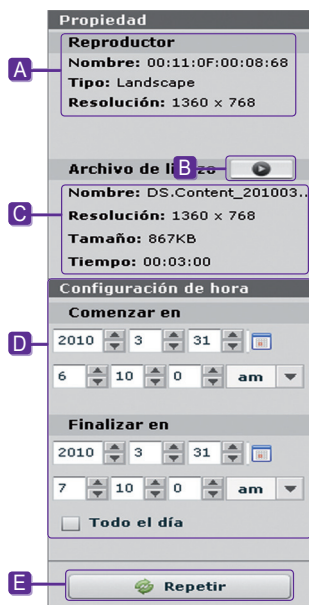 Propiedad
Reproductor
A
Nombre: 00:11:0F:00:08:68
Tipo: Landscape
Resolución: 1360 x 768
Archivo de
B
C
Nombre: DS.Content_201003..
Resolución: 1360 x 768
Tamaño: 867KB
Tiempo: 00:03:00
Configuración de hora
Comenzar en
D
2010 3 31
6 10 0 am
Finalizar en
2010 3 31
7 10 0 am
Todo el día
E
Repetir